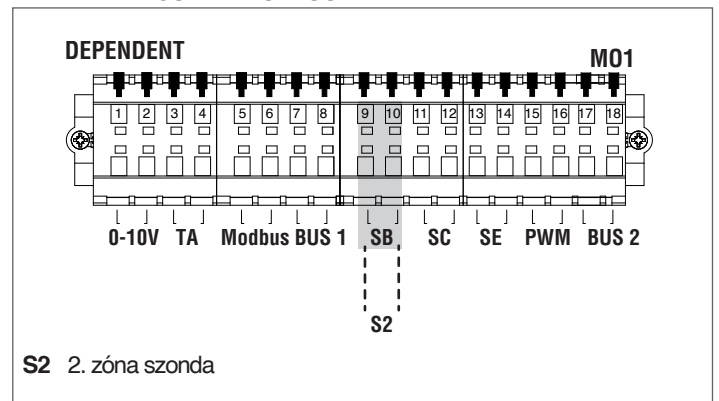 DEPENDENT
M01
1 2 3 4 5 6 7 8 9 10 11 12 13 14 15 16 17 18
0-10V TA Modbus BUS 1 SB SC SE PWM BUS 2
S2
S2 2. zóna szonda